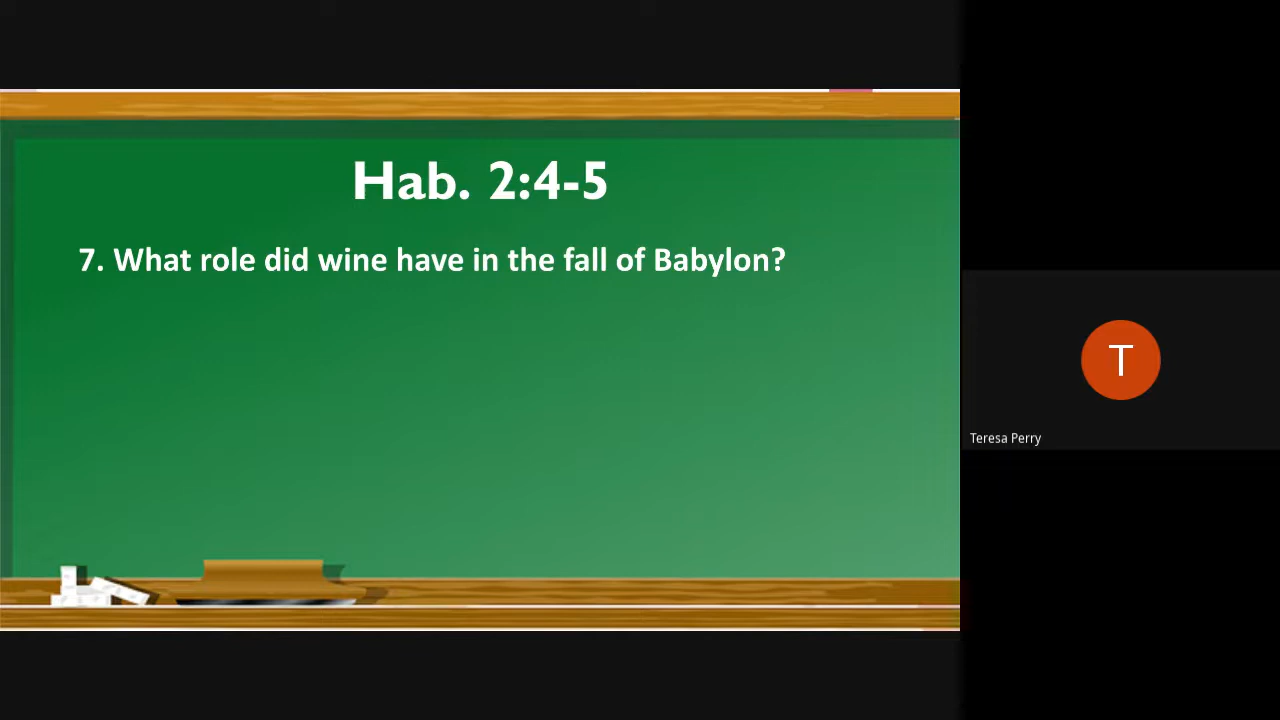 Hab. 2:4-5
7. What role did wine have in the fall of Babylon?
T
Teresa Perry